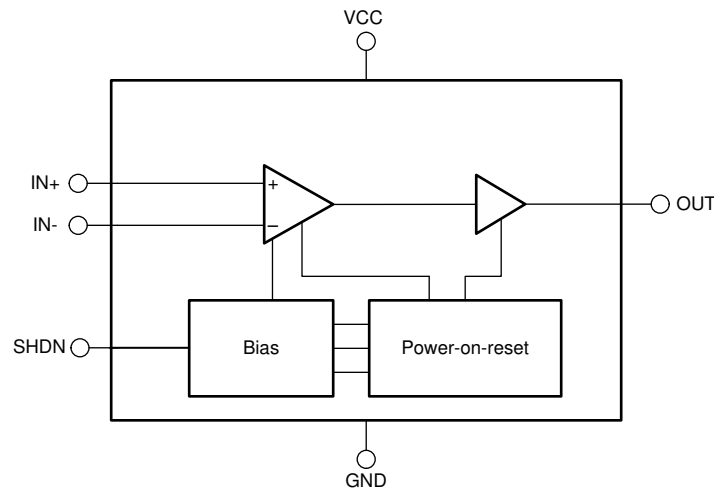 VCC
IN+
+
IN-
–
OUT
SHDN
Bias
Power-on-reset
GND